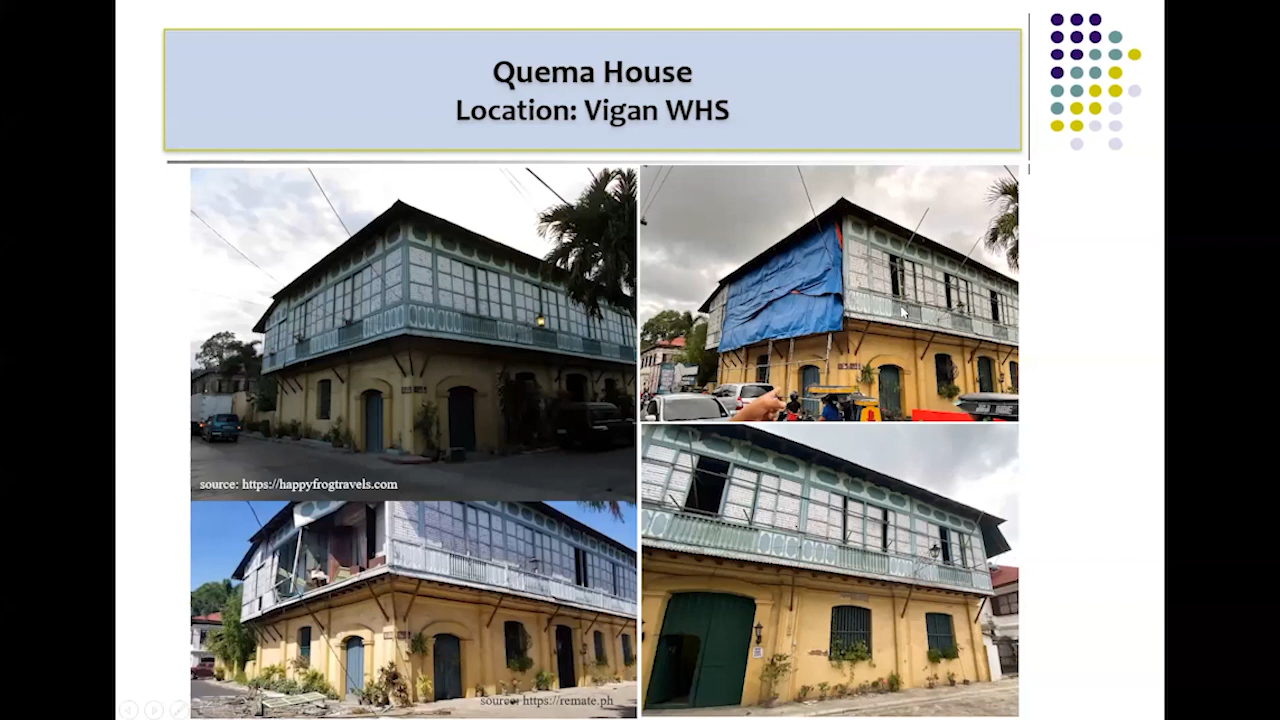 Quema House
Location: Vigan WHS
source: https://happyfrogtravels.com
source: https://remate.ph